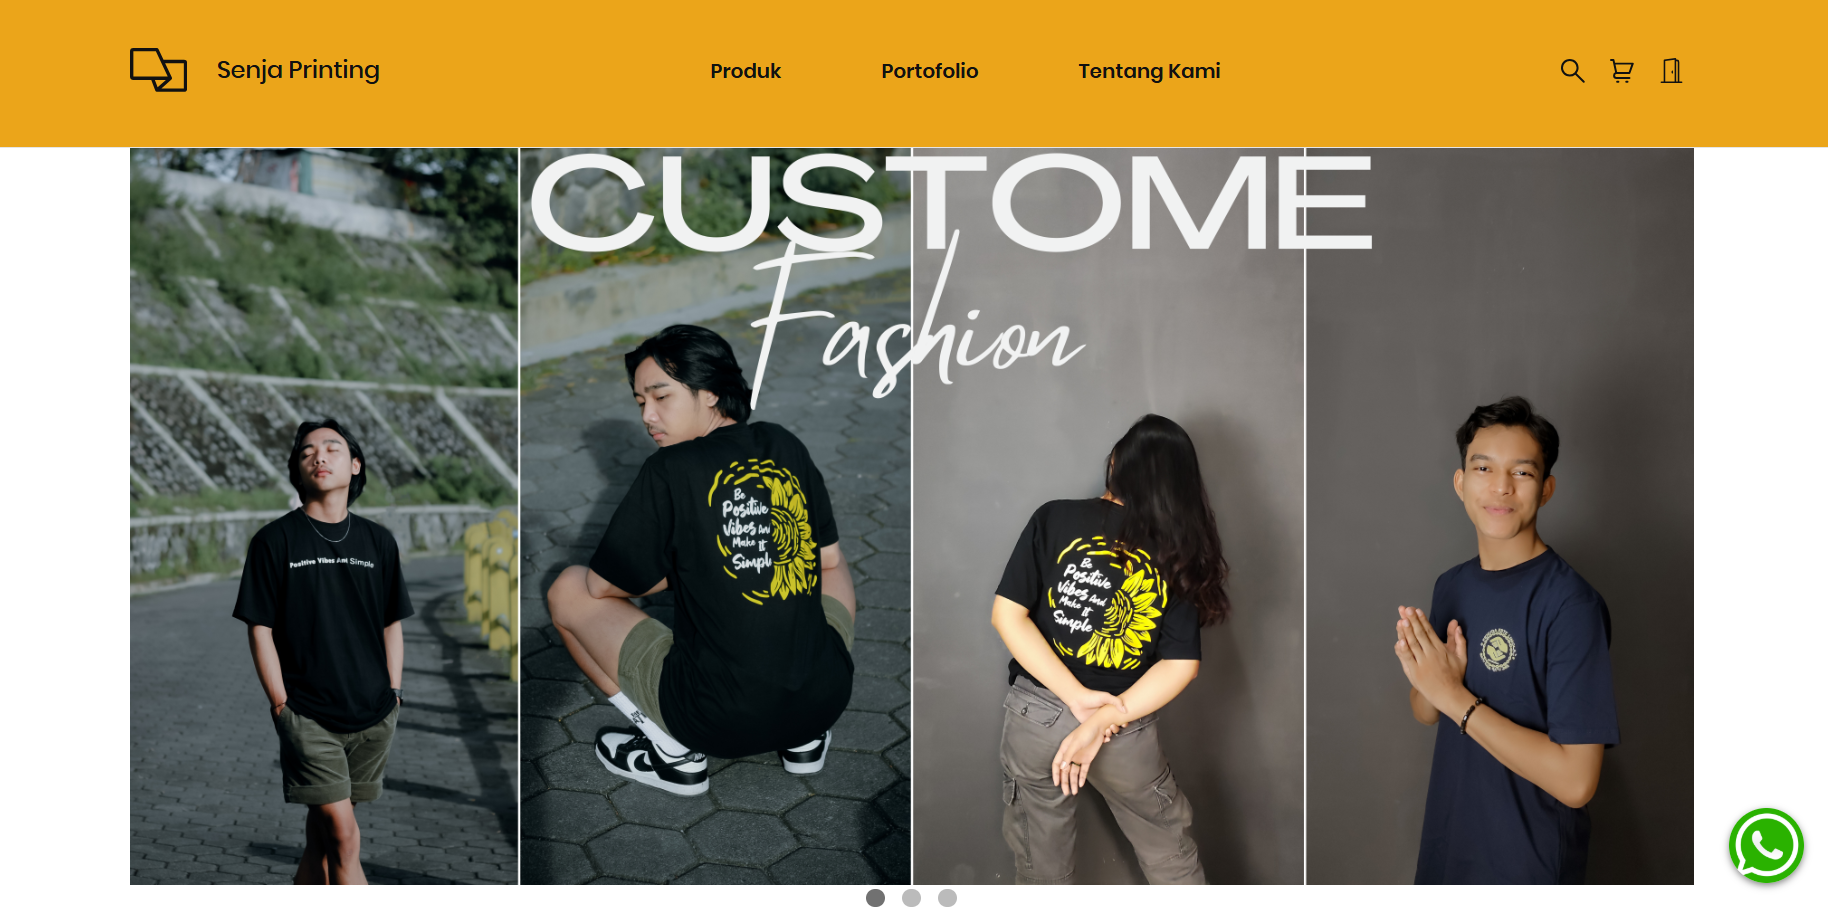 Senja Printing
Produk
Portofolio
Tentang Kami
CUSTOME
Fashion
Positive Vibes And Simple
Be
Positive
Vibes And
Make It
Simpl
Be
Positive
Vibes And
Make It
Simple